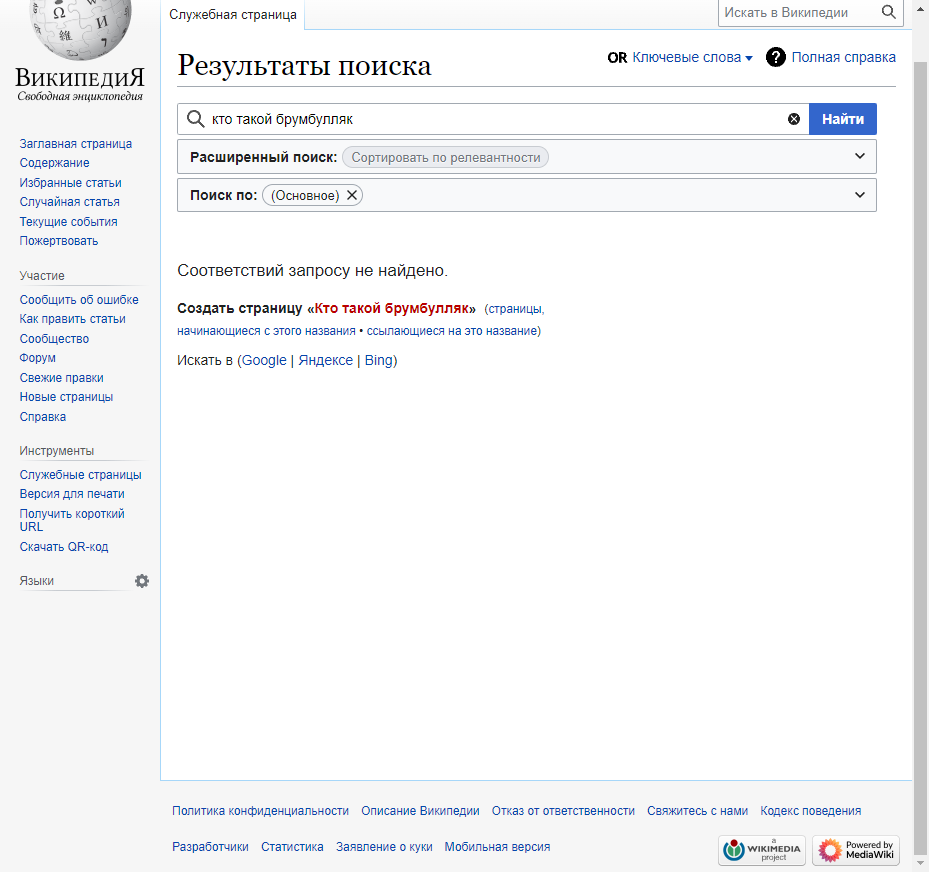 Служебная страница
Искать в Википедии
ВикипедиЯ
Свободная энциклопедия
Заглавная страница
Содержание
Избранные статьи
Случайная статья
Текущие события
Пожертвовать
Участие
Сообщить об ошибке
Как править статьи
Сообщество
Форум
Свежие правки
Новые страницы
Справка
Инструменты
Служебные страницы
Версия для печати
Получить короткий
URL
Скачать QR-код
Языки
Результаты поиска
OR Ключевые слова
? Полная справка
кто такой брумбулляк
Найти
Расширенный поиск: Сортировать по релевантности
Поиск по: (Основное)
Соответствий запросу не найдено.
Создать страницу «Кто такой брумбулляк» (страницы,
начинающиеся с этого названия • ссылающиеся на это название)
Искать в (Google | Яндексе | Bing)
Политика конфиденциальности Описание Википедии Отказ от ответственности Свяжитесь с нами Кодекс поведения
Разработчики Статистика Заявление о куки Мобильная версия
a
WIKIMEDIA
project
Powered by
MediaWiki